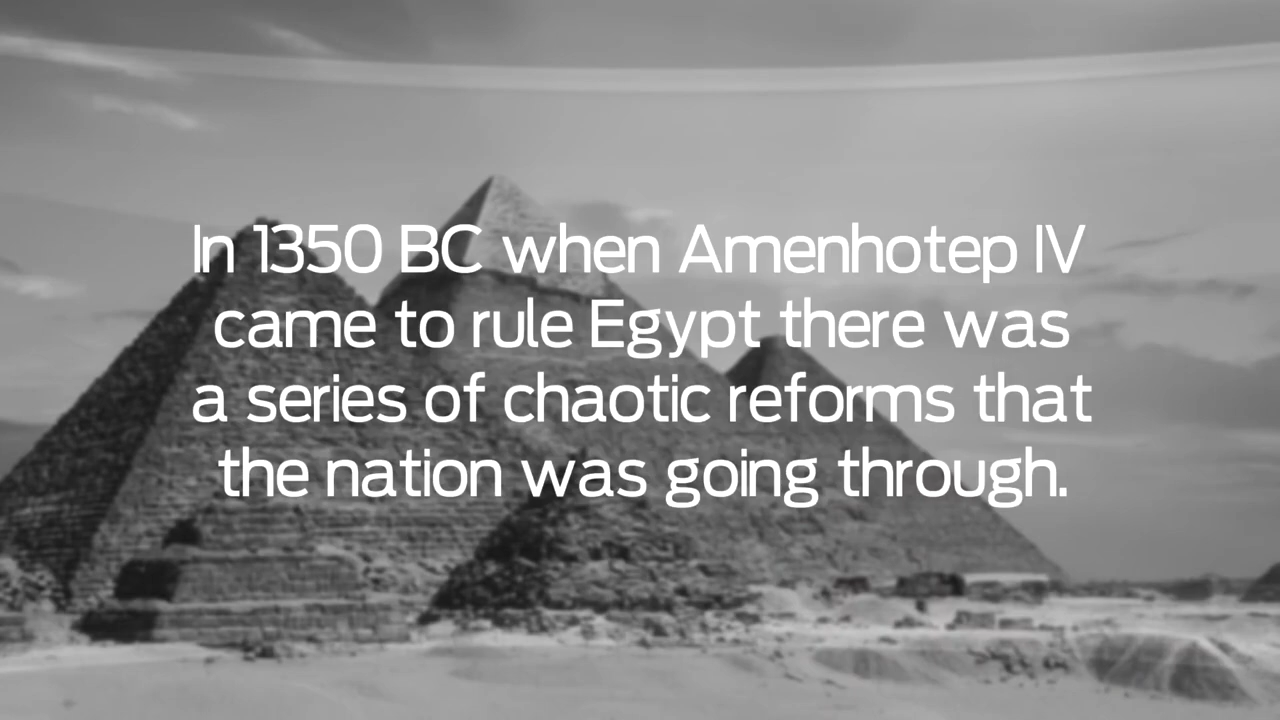 In 1350 BC when Amenhotep IV
came to rule Egypt there was
a series of chaotic reforms that
the nation was going through.